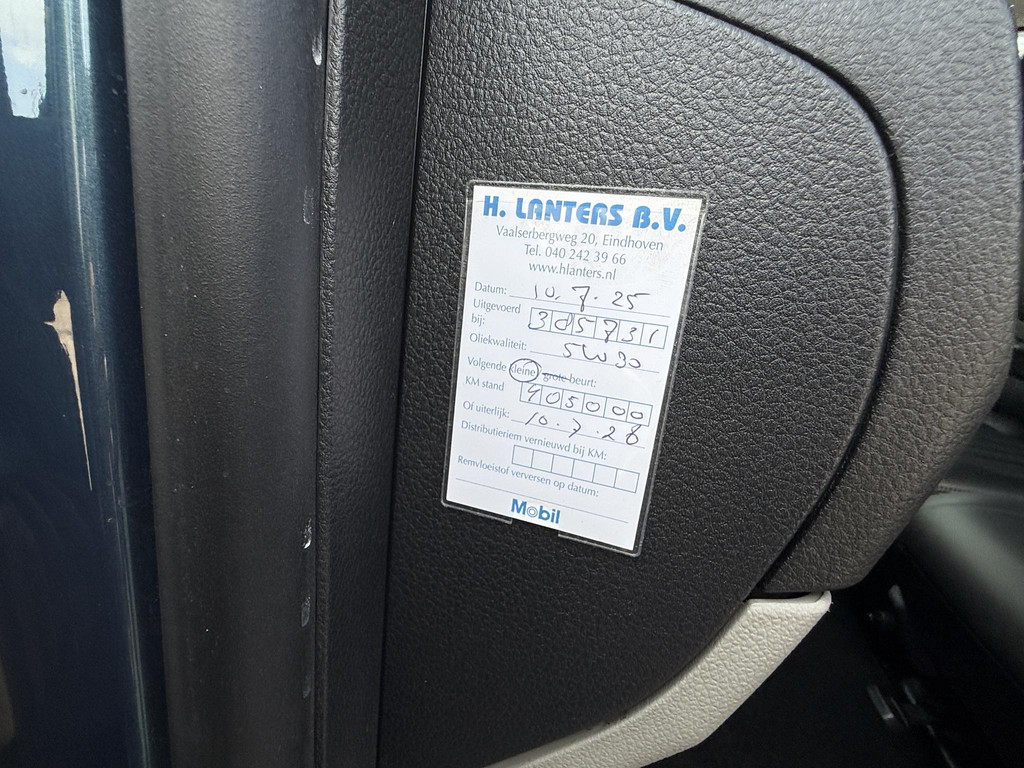 H. LANTERS B.V.
Vaalserbergweg 20, Eindhoven
Tel. 040 242 39 66
www.hlanters.nl
Datum: 10.7.25
Uitgevoerd
bij: 385731
Oliekwaliteit: 5W30
Volgende kleine grote beurt:
KM stand 405000
Of uiterlijk: 10.7.26
Distributieriem vernieuwd bij KM:
Remvloeistof verversen op datum:
Mobil